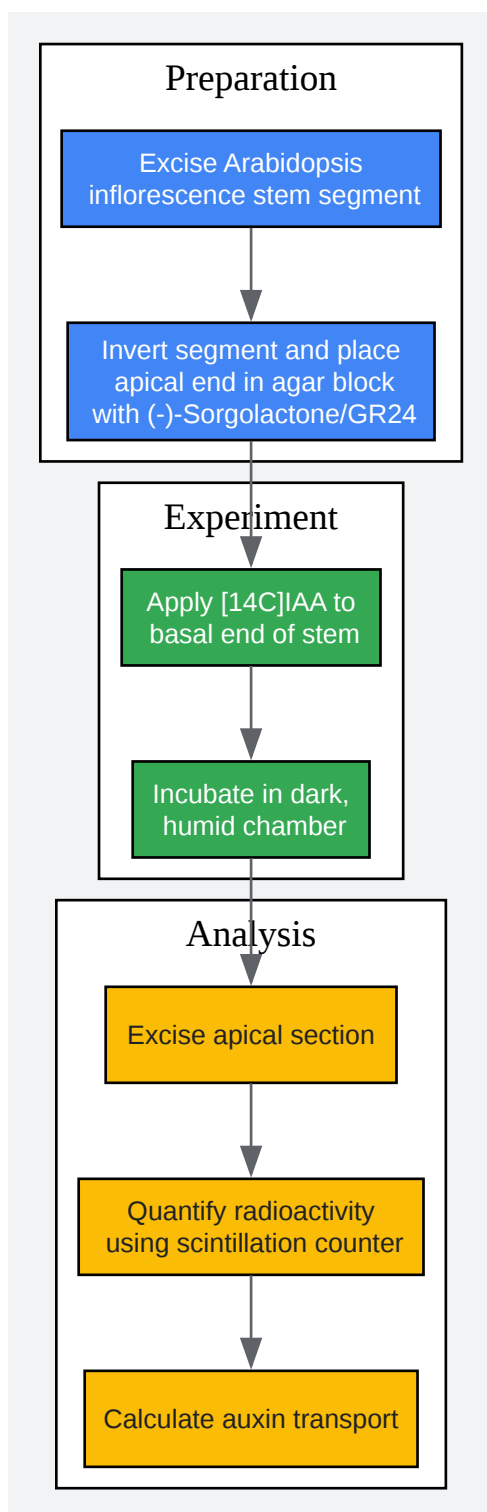 Preparation
Excise Arabidopsis
inflorescence stem segment
Invert segment and place
apical end in agar block
with (-)-Sorgolactone/GR24
Experiment
Apply [14C]IAA to
basal end of stem
Incubate in dark,
humid chamber
Analysis
Excise apical section
Quantify radioactivity
using scintillation counter
Calculate auxin transport